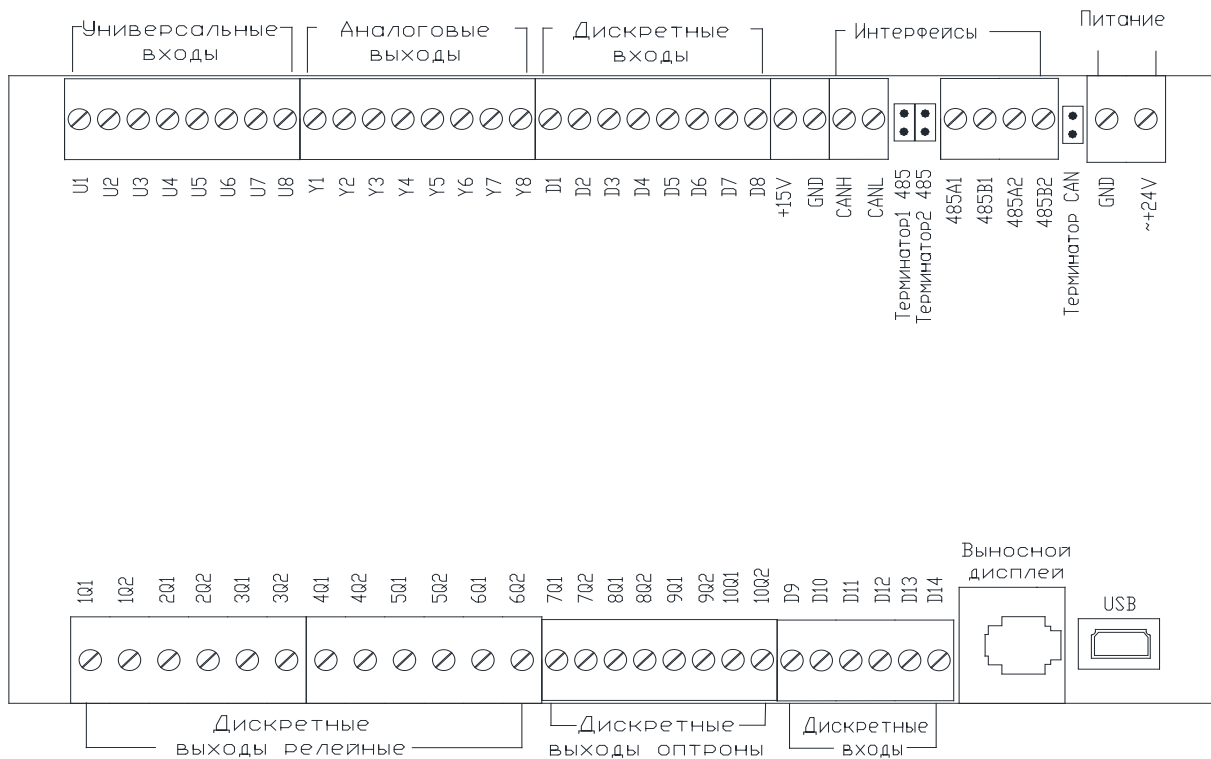 Универсальные
входы
Аналоговые
выходы
Дискретные
входы
Интерфейсы
Питание
U1 U2 U3 U4 U5 U6 U7 U8 Y1 Y2 Y3 Y4 Y5 Y6 Y7 Y8 D1 D2 D3 D4 D5 D6 D7 D8 +15V GND CANH CANL
Терминатор1 485
Терминатор2 485
485A1 485B1 485A2 485B2
Терминатор CAN
GND ~+24V
1Q1 1Q2 2Q1 2Q2 3Q1 3Q2 4Q1 4Q2 5Q1 5Q2 6Q1 6Q2 7Q1 7Q2 8Q1 8Q2 9Q1 9Q2 10Q1 10Q2 D9 D10 D11 D12 D13 D14
Выносной
дисплей
USB
Дискретные
выходы релейные
Дискретные
выходы оптроны
Дискретные
входы